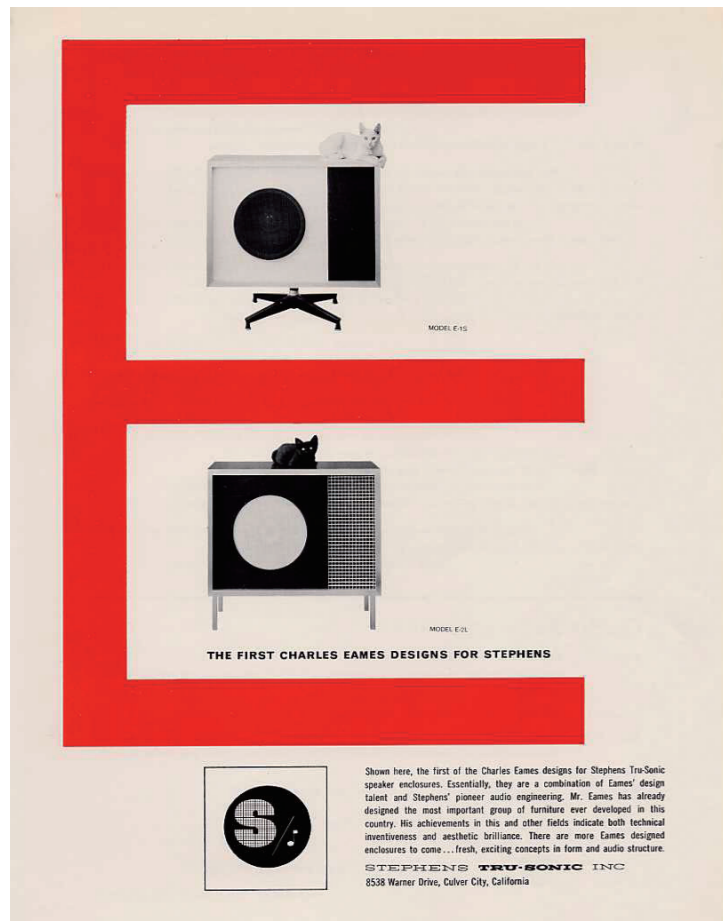 MODEL E-1S
MODEL E-2L
THE FIRST CHARLES EAMES DESIGNS FOR STEPHENS
Shown here, the first of the Charles Eames designs for Stephens Tru-Sonic
speaker enclosures. Essentially, they are a combination of Eames' design
talent and Stephens' pioneer audio engineering. Mr. Eames has already
designed the most important group of furniture ever developed in this
country. His achievements in this and other fields indicate both technical
inventiveness and aesthetic brilliance. There are more Eames designed
enclosures to come...fresh, exciting concepts in form and audio structure.
S
STEPHENS TRU-SONIC INC
8538 Warner Drive, Culver City, California